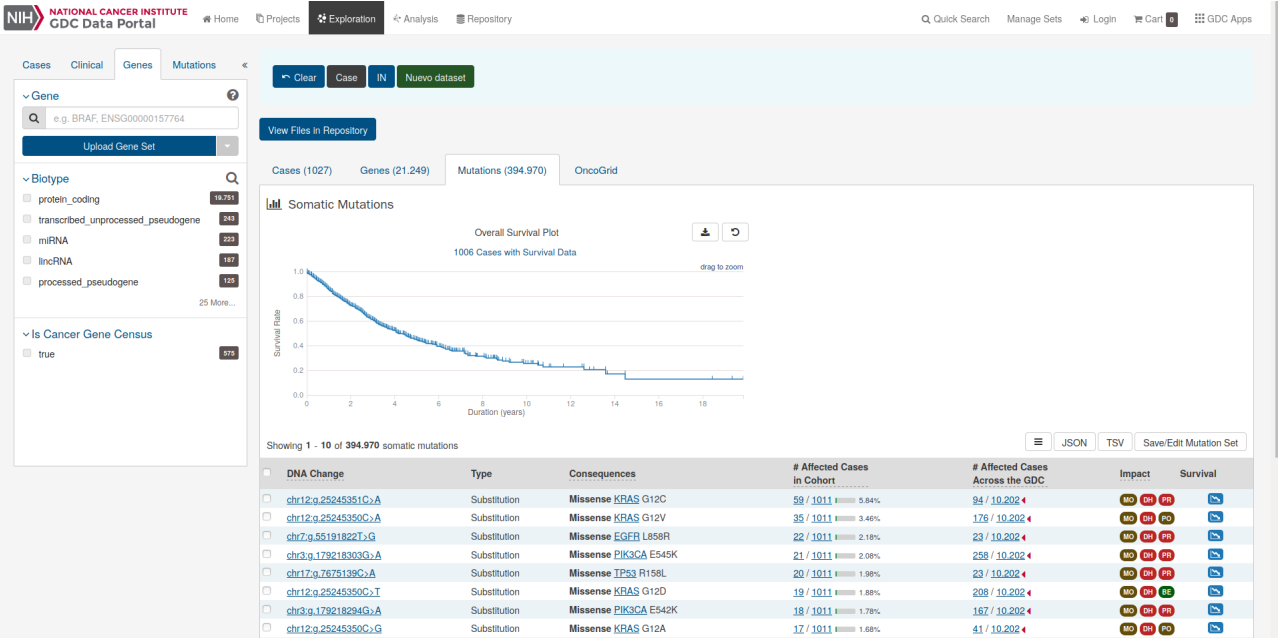 NIH NATIONAL CANCER INSTITUTE
GDC Data Portal
Home Projects Exploration Analysis Repository
Quick Search Manage Sets Login Cart 0 GDC Apps
Cases Clinical Genes Mutations «
Gene
e.g. BRAF, ENSG00000157764
Upload Gene Set
Biotype
protein_coding 19.751
transcribed_unprocessed_pseudogene 243
miRNA 223
lincRNA 187
processed_pseudogene 125
25 More...
Is Cancer Gene Census
true 575
Clear Case IN Nuevo dataset
View Files in Repository
Cases (1027) Genes (21.249) Mutations (394.970) OncoGrid
Somatic Mutations
Overall Survival Plot
1006 Cases with Survival Data
drag to zoom
Survival Rate
1.0
0.8
0.6
0.4
0.2
0.0
0 2 4 6 8 10 12 14 16 18
Duration (years)
Showing 1 - 10 of 394.970 somatic mutations
JSON TSV Save/Edit Mutation Set
DNA Change Type Consequences # Affected Cases in Cohort # Affected Cases Across the GDC Impact Survival
chr12:g.25245351C>A Substitution Missense KRAS G12C 59 / 1011 5.84% 94 / 10.202 MO DH PR
chr12:g.25245350C>A Substitution Missense KRAS G12V 35 / 1011 3.46% 176 / 10.202 MO DH PO
chr7:g.55191822T>G Substitution Missense EGFR L858R 22 / 1011 2.18% 23 / 10.202 MO DH PR
chr3:g.179218303G>A Substitution Missense PIK3CA E545K 21 / 1011 2.08% 258 / 10.202 MO DH PR
chr17:g.7675139C>A Substitution Missense TP53 R158L 20 / 1011 1.98% 23 / 10.202 MO DH PR
chr12:g.25245350C>T Substitution Missense KRAS G12D 19 / 1011 1.88% 208 / 10.202 MO DH BE
chr3:g.179218294G>A Substitution Missense PIK3CA E542K 18 / 1011 1.78% 167 / 10.202 MO DH PR
chr12:g.25245350C>G Substitution Missense KRAS G12A 17 / 1011 1.68% 41 / 10.202 MO DH PO